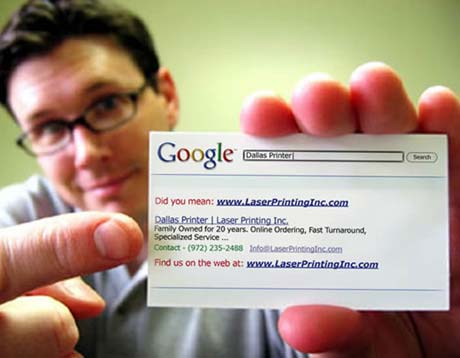 Google™ Dallas Printer Search
Did you mean: www.LaserPrintingInc.com
Dallas Printer | Laser Printing Inc.
Family Owned for 20 years. Online Ordering, Fast Turnaround,
Specialized Service ...
Contact - (972) 235-2488 Info@LaserPrintingInc.com
Find us on the web at: www.LaserPrintingInc.com